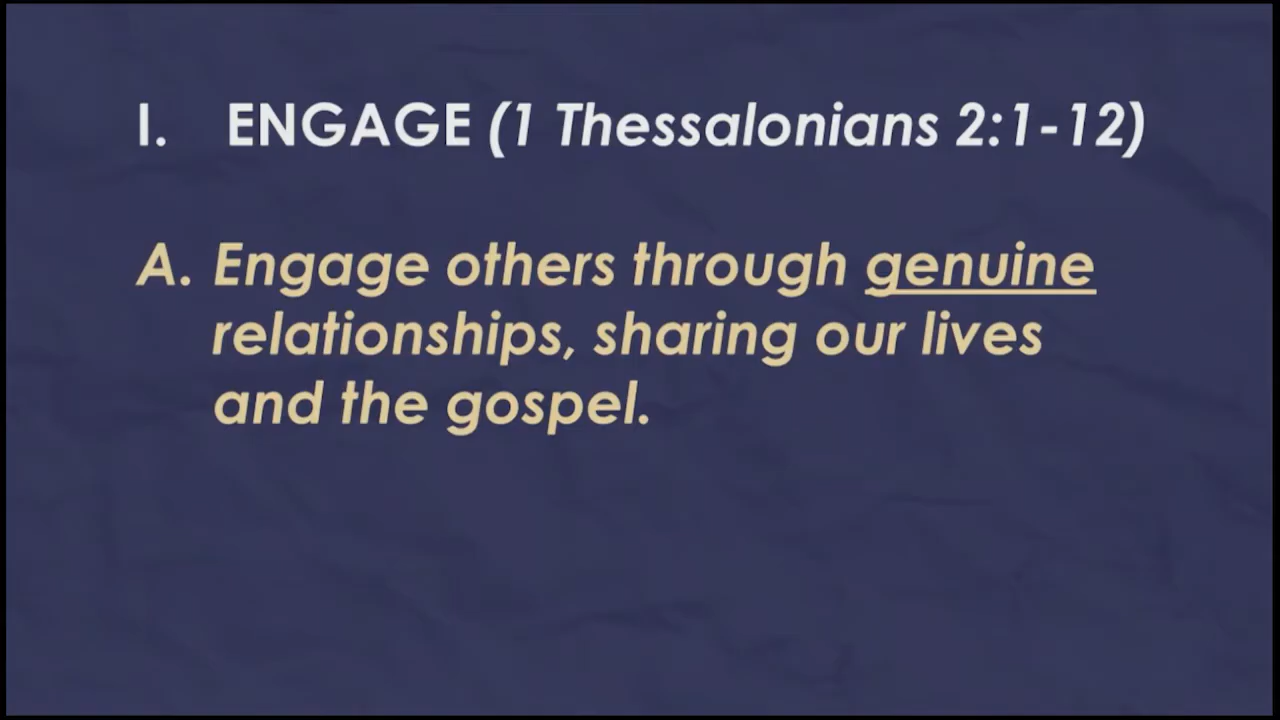 I. ENGAGE (1 Thessalonians 2:1-12)
A. Engage others through genuine
relationships, sharing our lives
and the gospel.